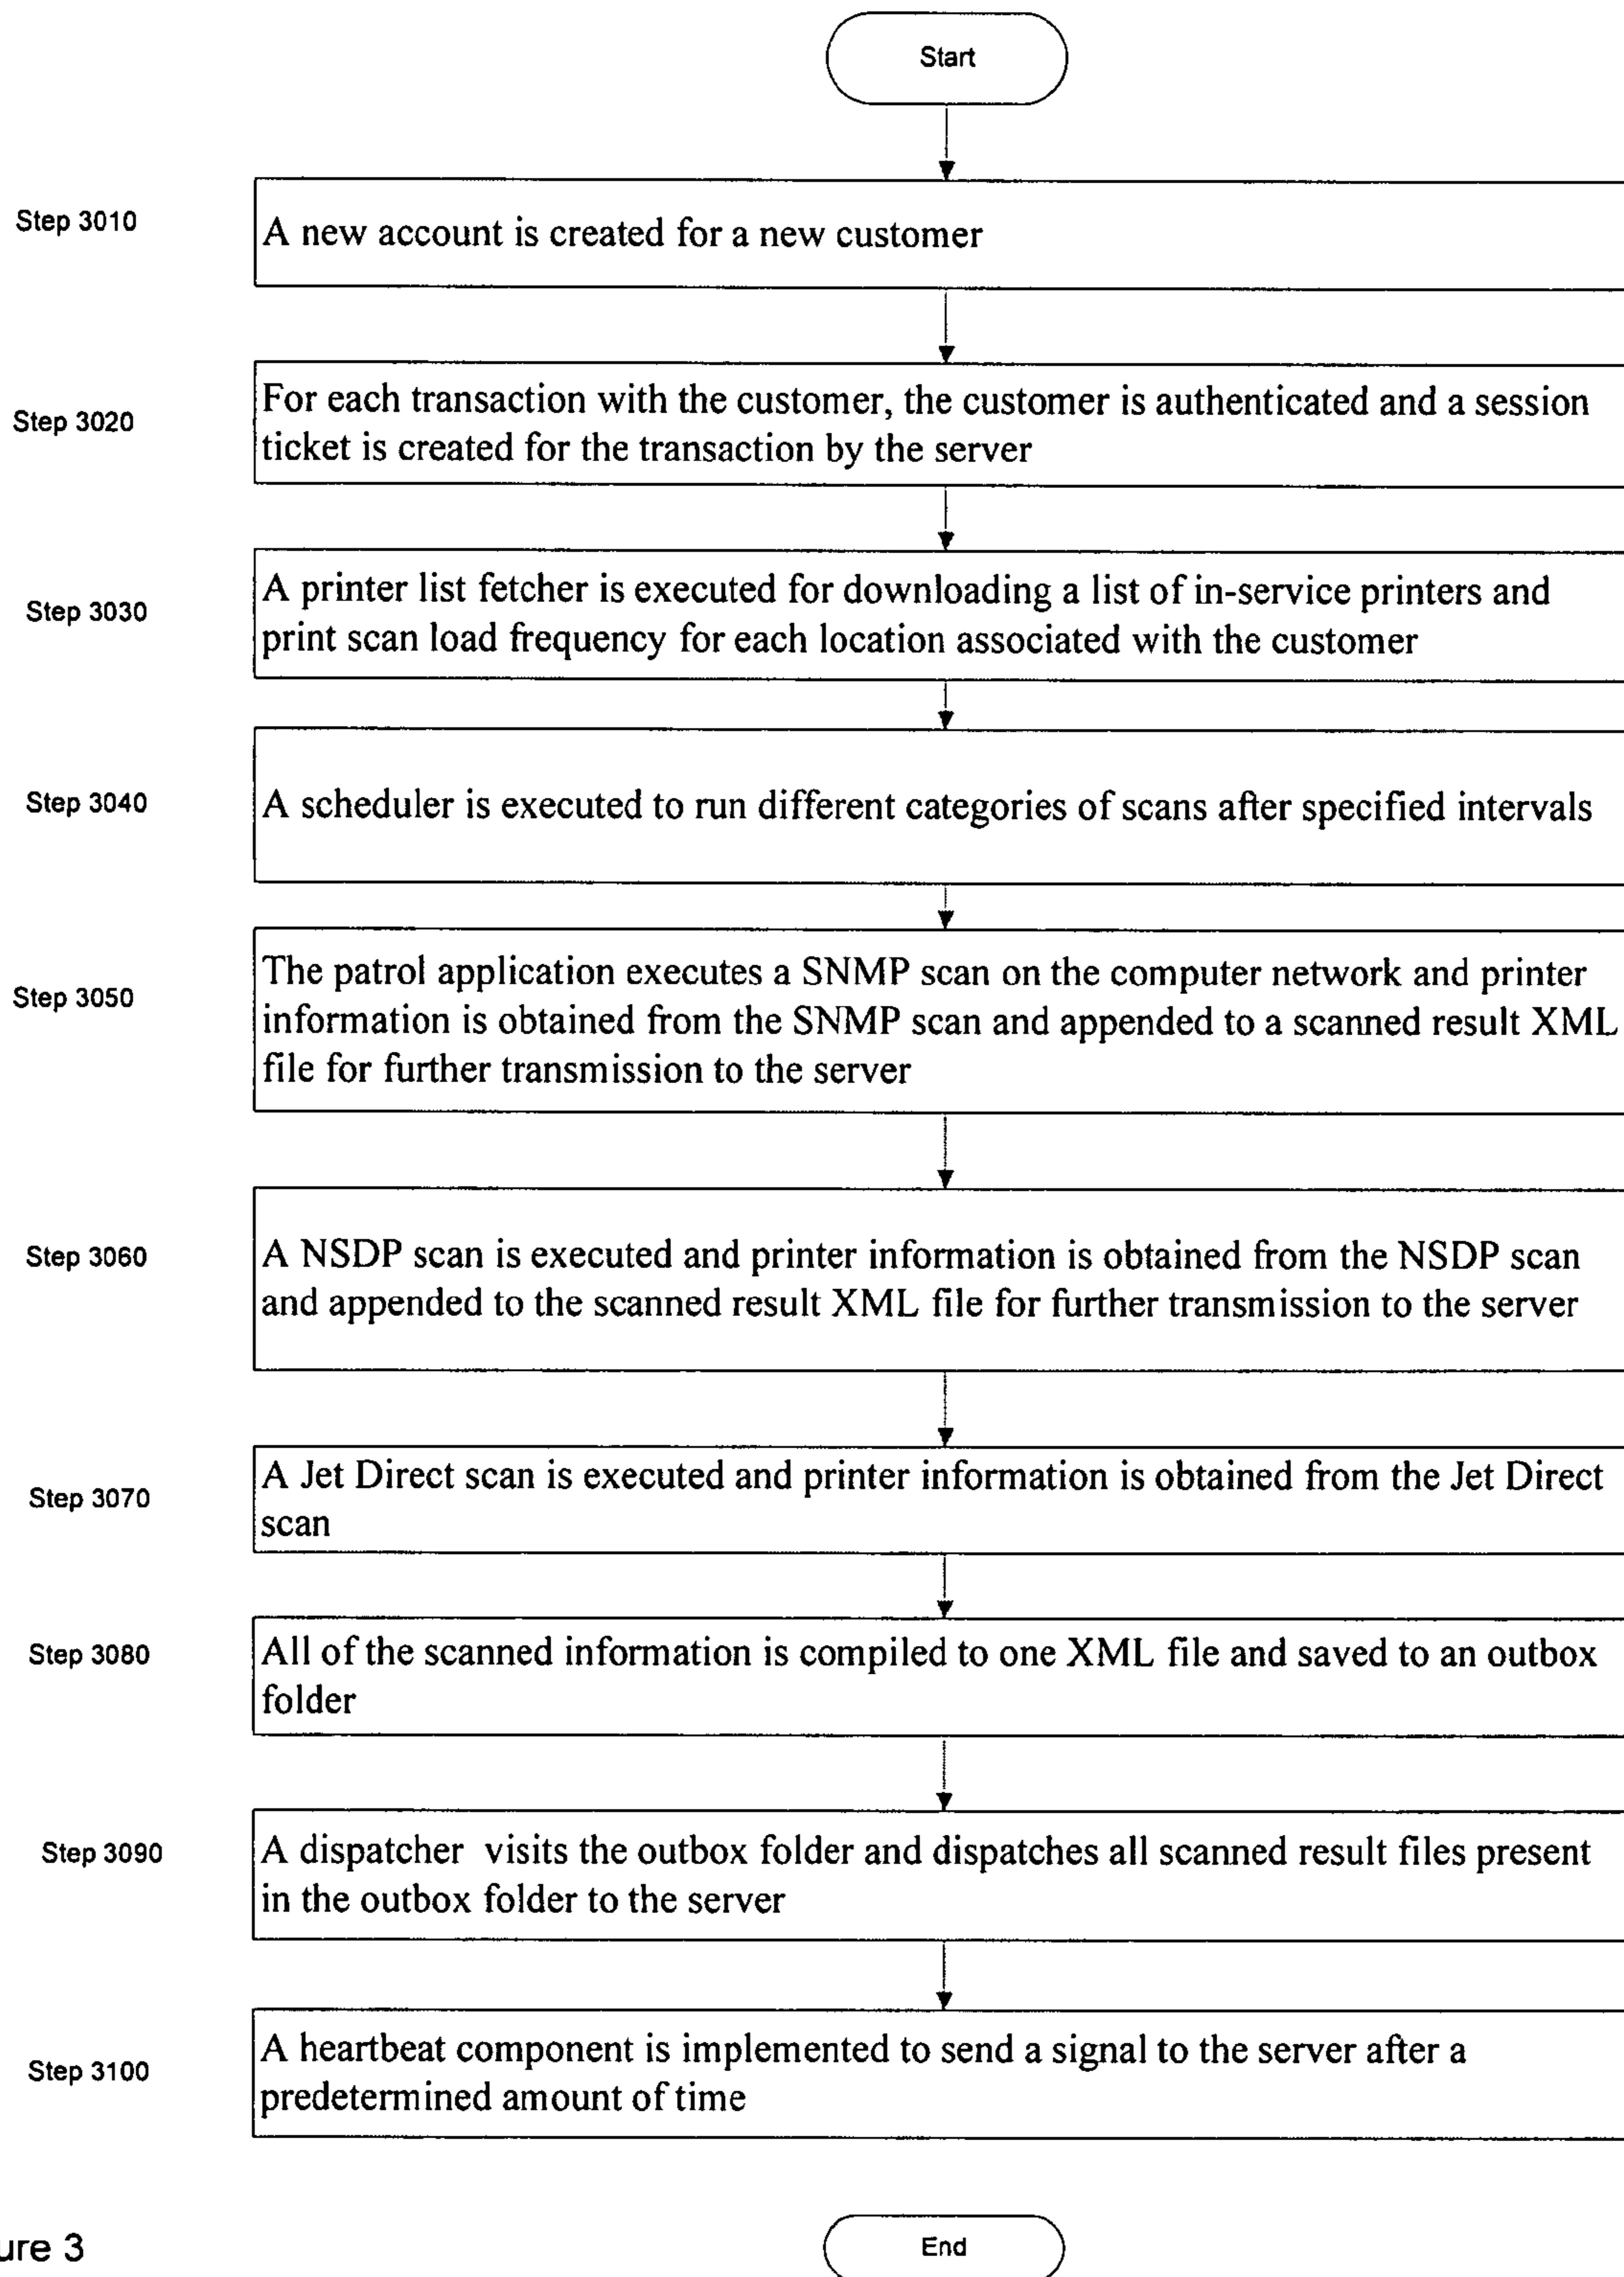 Start
Step 3010
A new account is created for a new customer
Step 3020
For each transaction with the customer, the customer is authenticated and a session
ticket is created for the transaction by the server
Step 3030
A printer list fetcher is executed for downloading a list of in-service printers and
print scan load frequency for each location associated with the customer
Step 3040
A scheduler is executed to run different categories of scans after specified intervals
Step 3050
The patrol application executes a SNMP scan on the computer network and printer
information is obtained from the SNMP scan and appended to a scanned result XML
file for further transmission to the server
Step 3060
A NSDP scan is executed and printer information is obtained from the NSDP scan
and appended to the scanned result XML file for further transmission to the server
Step 3070
A Jet Direct scan is executed and printer information is obtained from the Jet Direct
scan
Step 3080
All of the scanned information is compiled to one XML file and saved to an outbox
folder
Step 3090
A dispatcher visits the outbox folder and dispatches all scanned result files present
in the outbox folder to the server
Step 3100
A heartbeat component is implemented to send a signal to the server after a
predetermined amount of time
ure 3
End